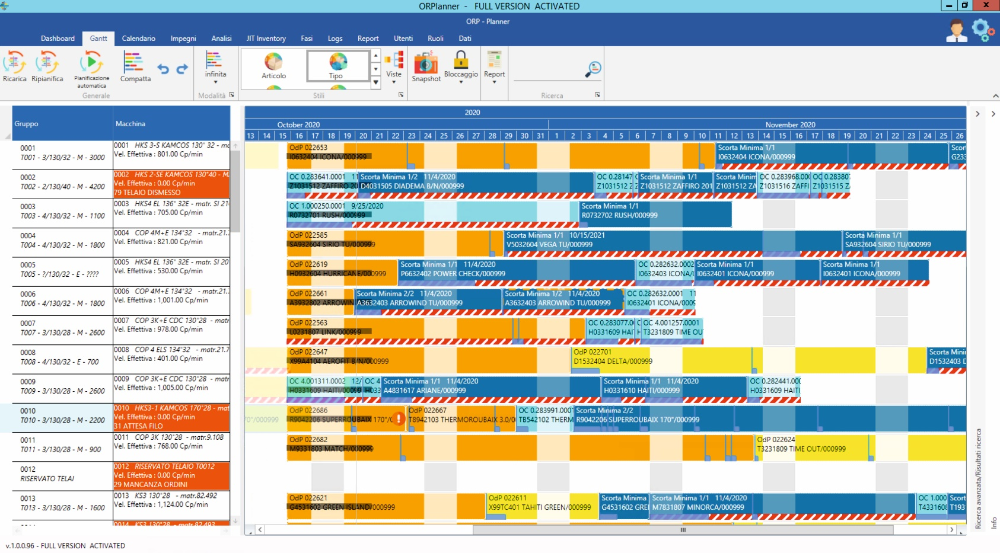 ORPlanner - FULL VERSION ACTIVATED
ORP - Planner
Dashboard Gantt Calendario Impegni Analisi JIT Inventory Fasi Logs Report Utenti Ruoli Dati
Ricarica Ripianifica Pianificazione automatica Compatta infinita Articolo Tipo Viste Snapshot Bloccaggio Report
Generale Modalità Stili Ricerca
Gruppo Macchina
2020
October 2020 November 2020
13 14 15 16 17 18 19 20 21 22 23 24 25 26 27 28 29 30 31 1 2 3 4 5 6 7 8 9 10 11 12 13 14 15 16 17 18 19 20 21 22 23 24 25 26
0001
T001 - 3/130/32 - M - 3000
0001 HKS 3-S KAMCOS 130" 32 - ma
Vel. Effettiva : 801.00 Cp/min
OdP 022653 Scorta Minima 1/1 Scort
I0632404 ICONA/000999 I0632404 ICONA/000999 G233
0002
T002 - 2/130/40 - M - 4200
0002 HKS 2-SE KAMCOS 130"40 - M.
Vel. Effettiva : 0.00 Cp/min
79 TELAIO DISMESSO
OC 0.283641.0001 11 Scorta Minima 1/2 11/4/2020 OC 0.28147 Scorta Minima 1/1 Scorta Minim OC 0.283968.000 OC 0.283807
Z1031512 ZAFFIRO 20 D4031505 DIADEMA B/N/000999 Z1031512 Z Z1031512 ZAFFIRO 201 Z1031512 ZA Z1031516 ZAFFI Z1031515 Z
0003
T003 - 4/130/32 - M - 1100
0003 HKS4 EL 136" 32E - matr. SI 21
Vel. Effettiva : 705.00 Cp/min
OC 1.000250.0001 9/25/2020 Scorta Minima 1/1
R0732701 RUSH/000999 R0732702 RUSH/000999
0004
T004 - 4/130/32 - M - 1800
0004 COP 4M+E 134"32 - matr.21.
Vel. Effettiva : 821.00 Cp/min
OdP 022585 Scorta Minima 1/1 10/15/2021 Scorta Minima 1/1
SA932604 SIRIO TU/000999 V5032604 VEGA TU/000999 SA932604 SIRIO TU/000999
0005
T005 - ?/130/32 - E - ????
0005 HKS4 EL 136" 32E - matr. SI 20
Vel. Effettiva : 530.00 Cp/min
OdP 022619 Scorta Minima 1/1 11/4/2020 OC 0.282632.0002 Scorta Minima 1/1 Scorta Minima 1/1
H0932604 HURRICANE/000999 P6632402 POWER CHECK/000999 I0632403 ICONA/ I0632401 ICONA/000999 I0632401 ICONA/000999
0006
T006 - 4/130/32 - M - 1800
0006 COP 4M+E 134"32 - matr.21.
Vel. Effettiva : 1,001.00 Cp/min
OdP 022661 Scorta Minima 2/2 11/4/2020 Scorta Minima 1/2 11/4/2020 OC 0.282632.0001 11
A3932802 ARROWIN A3632403 ARROWIND TU/000999 A3632403 ARROWIND TU/000999 I0632401 ICONA/0009
0007
T007 - 3/130/28 - M - 2600
0007 COP 3K+E CDC 130"28 - matr
Vel. Effettiva : 978.00 Cp/min
OdP 022563 OC 0.283077.0 OC 4.001257.0001
L0231807 LINK/000999 H0331609 HAI T3231809 TIME OU
0008
T008 - 4/130/32 - E - 700
0008 COP 4 ELS 134"32 - matr.21.7
Vel. Effettiva : 401.00 Cp/min
OdP 022647 OdP 022701 Scorta Mini
X99A4104 AEROFIT B/N/000999 D1532404 DELTA/000999 D1532403 D
0009
T009 - 3/130/28 - M - 2600
0009 COP 3K+E CDC 130"28 - matr
Vel. Effettiva : 1,005.00 Cp/min
OC 4.001311.0002 12/ OC 4 Scorta Minima 1/1 11/4/2020 Scorta Minima 1/1 11/4/2020 OC 0.282441.00
H0331609 HAITI/000999 H033 A4831617 ARIANE/000999 H0331610 HAITI/000999 H0331609 HAITI
0010
T010 - 3/130/28 - M - 2200
0010 HKS3-1 KAMCOS 170"28 - mat
Vel. Effettiva : 0.00 Cp/min
31 ATTESA FILO
OdP 022686 OdP 022667 OC 0.283991.000 Scorta Minima 2/2
70"/000999 R9042206 SUPERROUBAIX 170"/ T8942103 THERMOROUBAIX 3.0/0 TB542102 THERM R9042206 SUPERROUBAIX 170"/000999
0011
T011 - 3/130/28 - M - 900
0011 COP 3K 130"28 - matr.9.108
Vel. Effettiva : 768.00 Cp/min
OdP 022682 OdP 022624
M9331803 MATCH/000999 T3231809 TIME OUT/000999
0012
RISERVATO TELAI
0012 RISERVATO TELAIO T0012
Vel. Effettiva : 0.00 Cp/min
29 MANCANZA ORDINI
0013
T013 - 3/130/28 - M - 1600
0013 KS3 130"28 - matr.82.492
Vel. Effettiva : 1,124.00 Cp/min
OdP 022621 OdP 022611 Scorta Minima Scorta Minima 1/1 11/4/2020 OC 1.000 Scort
G4531602 GREEN ISLAND/000999 X99TC401 TAHITI GREEN/000999 G4531602 GREI M7831807 MINORCA/000999 T433160 T193
0014 KS3 130"28 - matr.82.493
Ricerca avanzata/Risultati ricerca
Info
v.1.0.0.96 - FULL VERSION ACTIVATED